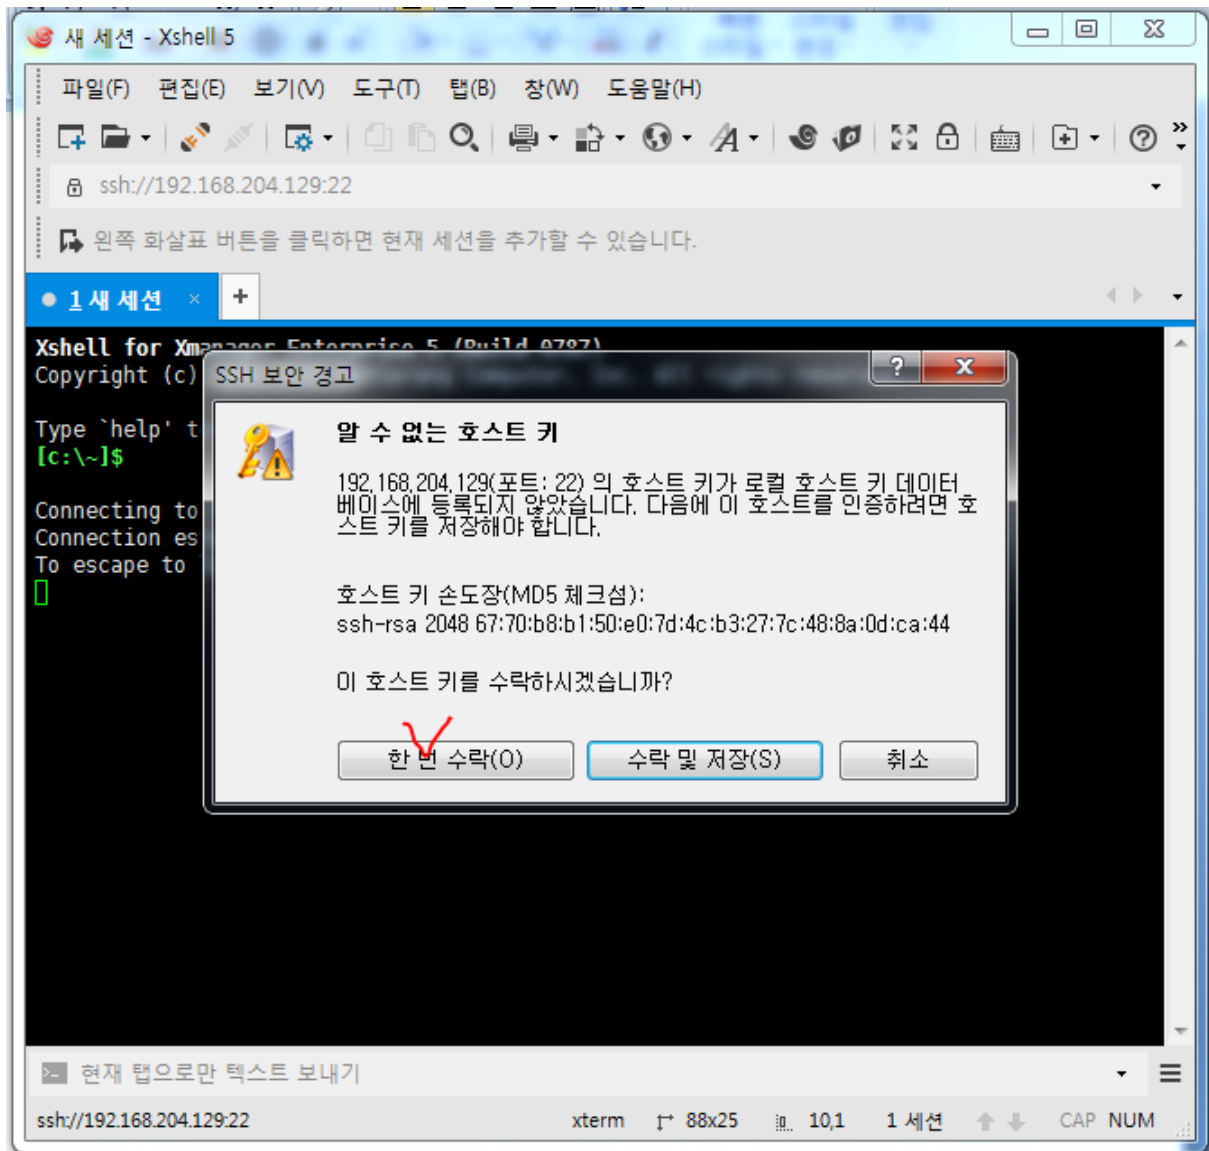 새 세션 - Xshell 5
파일(F) 편집(E) 보기(V) 도구(T) 탭(B) 창(W) 도움말(H)
ssh://192.168.204.129:22
왼쪽 화살표 버튼을 클릭하면 현재 세션을 추가할 수 있습니다.
1 새 세션
Xshell for Xmanager Enterprise 5 (Build 0787)
Copyright (c)
SSH 보안 경고
Type `help' t
[c:\~]$
Connecting to
Connection es
To escape to
알 수 없는 호스트 키
192.168.204.129(포트: 22) 의 호스트 키가 로컬 호스트 키 데이터
베이스에 등록되지 않았습니다. 다음에 이 호스트를 인증하려면 호
스트 키를 저장해야 합니다.
호스트 키 손도장(MD5 체크섬):
ssh-rsa 2048 67:70:b8:b1:50:e0:7d:4c:b3:27:7c:48:8a:0d:ca:44
이 호스트 키를 수락하시겠습니까?
한 번 수락(O) 수락 및 저장(S) 취소
현재 탭으로만 텍스트 보내기
ssh://192.168.204.129:22 xterm 88x25 10,1 1 세션 CAP NUM